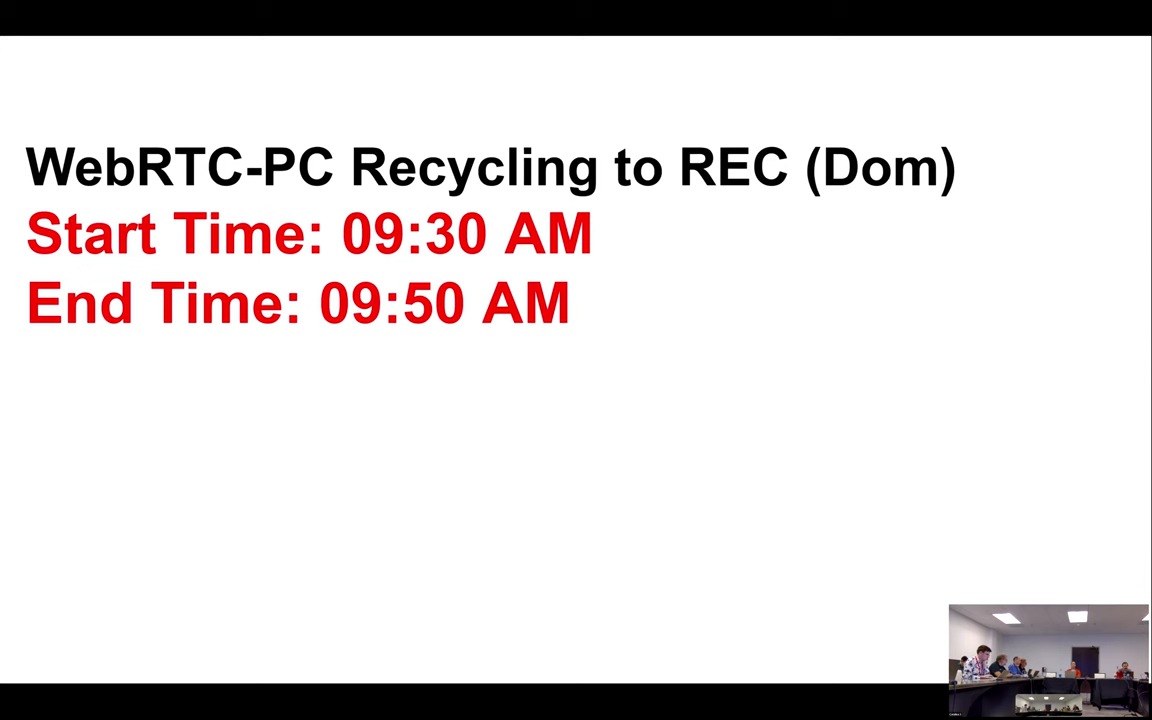 WebRTC-PC Recycling to REC (Dom)
Start Time: 09:30 AM
End Time: 09:50 AM